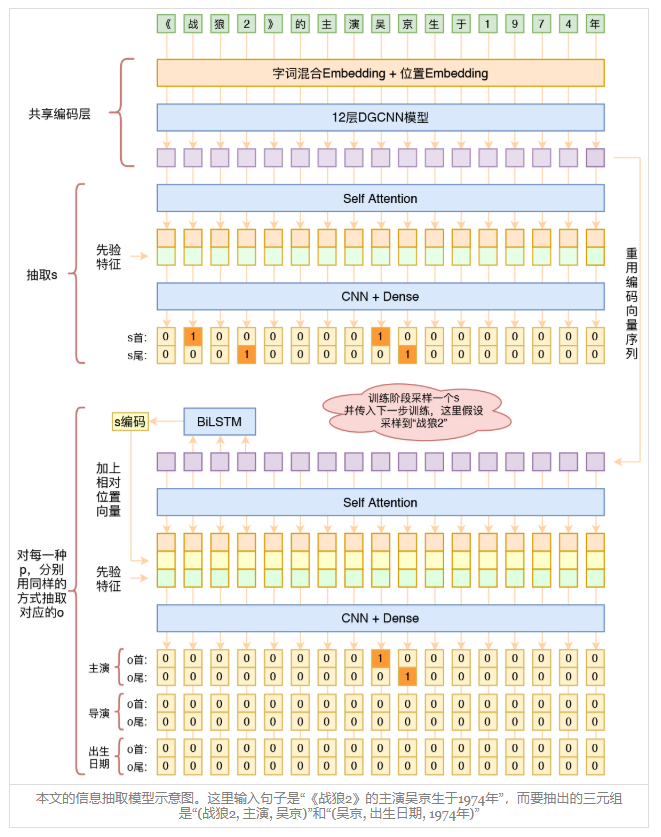 《 战 狼 2 》 的 主 演 吴 京 生 于 1 9 7 4 年
共享编码层
字词混合Embedding + 位置Embedding
12层DGCNN模型
抽取s
Self Attention
先验
特征
CNN + Dense
s首: 0 1 0 0 0 0 0 0 1 0 0 0 0 0 0 0 0
s尾: 0 0 0 1 0 0 0 0 0 1 0 0 0 0 0 0 0
重用编码向量序列
训练阶段采样一个s
并传入下一步训练，这里假设
采样到“战狼2”
s编码
BiLSTM
加上
相对
位置
向量
Self Attention
对每一种
p，分别
用同样的
方式抽取
对应的o
先验
特征
CNN + Dense
主演
o首: 0 0 0 0 0 0 0 0 1 0 0 0 0 0 0 0 0
o尾: 0 0 0 0 0 0 0 0 0 1 0 0 0 0 0 0 0
导演
o首: 0 0 0 0 0 0 0 0 0 0 0 0 0 0 0 0 0
o尾: 0 0 0 0 0 0 0 0 0 0 0 0 0 0 0 0 0
出生
日期
o首: 0 0 0 0 0 0 0 0 0 0 0 0 0 0 0 0 0
o尾: 0 0 0 0 0 0 0 0 0 0 0 0 0 0 0 0 0
本文的信息抽取模型示意图。这里输入句子是“《战狼2》的主演吴京生于1974年”，而要抽出的三元组
是“(战狼2, 主演, 吴京)”和“(吴京, 出生日期, 1974年)”